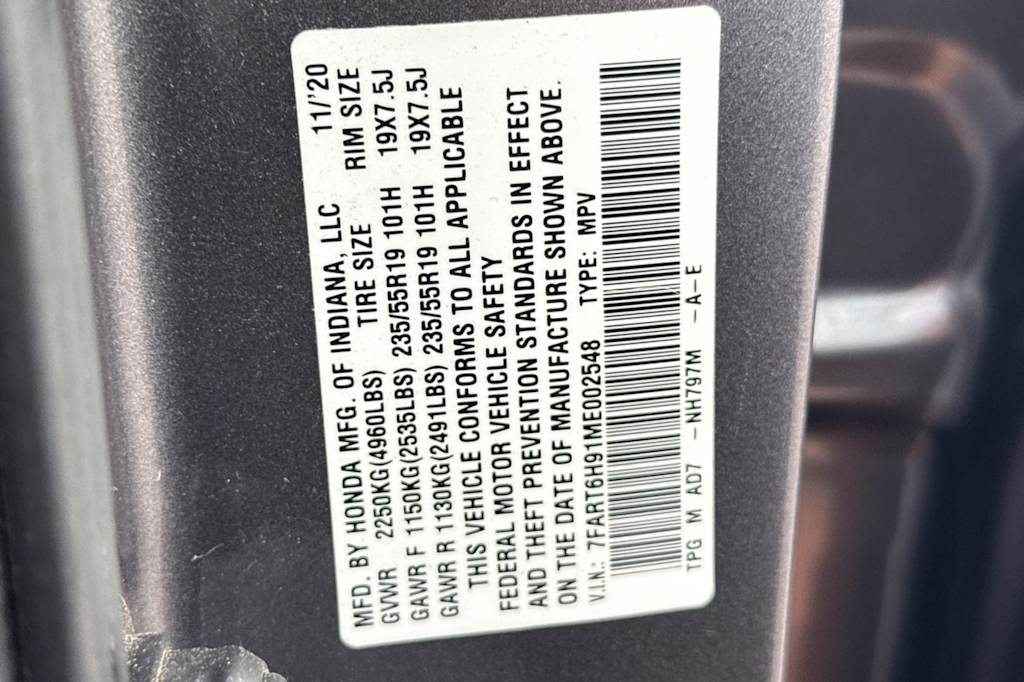 MFD. BY HONDA MFG. OF INDIANA, LLC 11/'20
GVWR 2250KG(4960LBS) TIRE SIZE RIM SIZE
GAWR F 1150KG(2535LBS) 235/55R19 101H 19X7.5J
GAWR R 1130KG(2491LBS) 235/55R19 101H 19X7.5J
THIS VEHICLE CONFORMS TO ALL APPLICABLE
FEDERAL MOTOR VEHICLE SAFETY
AND THEFT PREVENTION STANDARDS IN EFFECT
ON THE DATE OF MANUFACTURE SHOWN ABOVE.
V.I.N.: 7FART6H91ME002548 TYPE: MPV
TPG M AD7 -NH797M -A-E